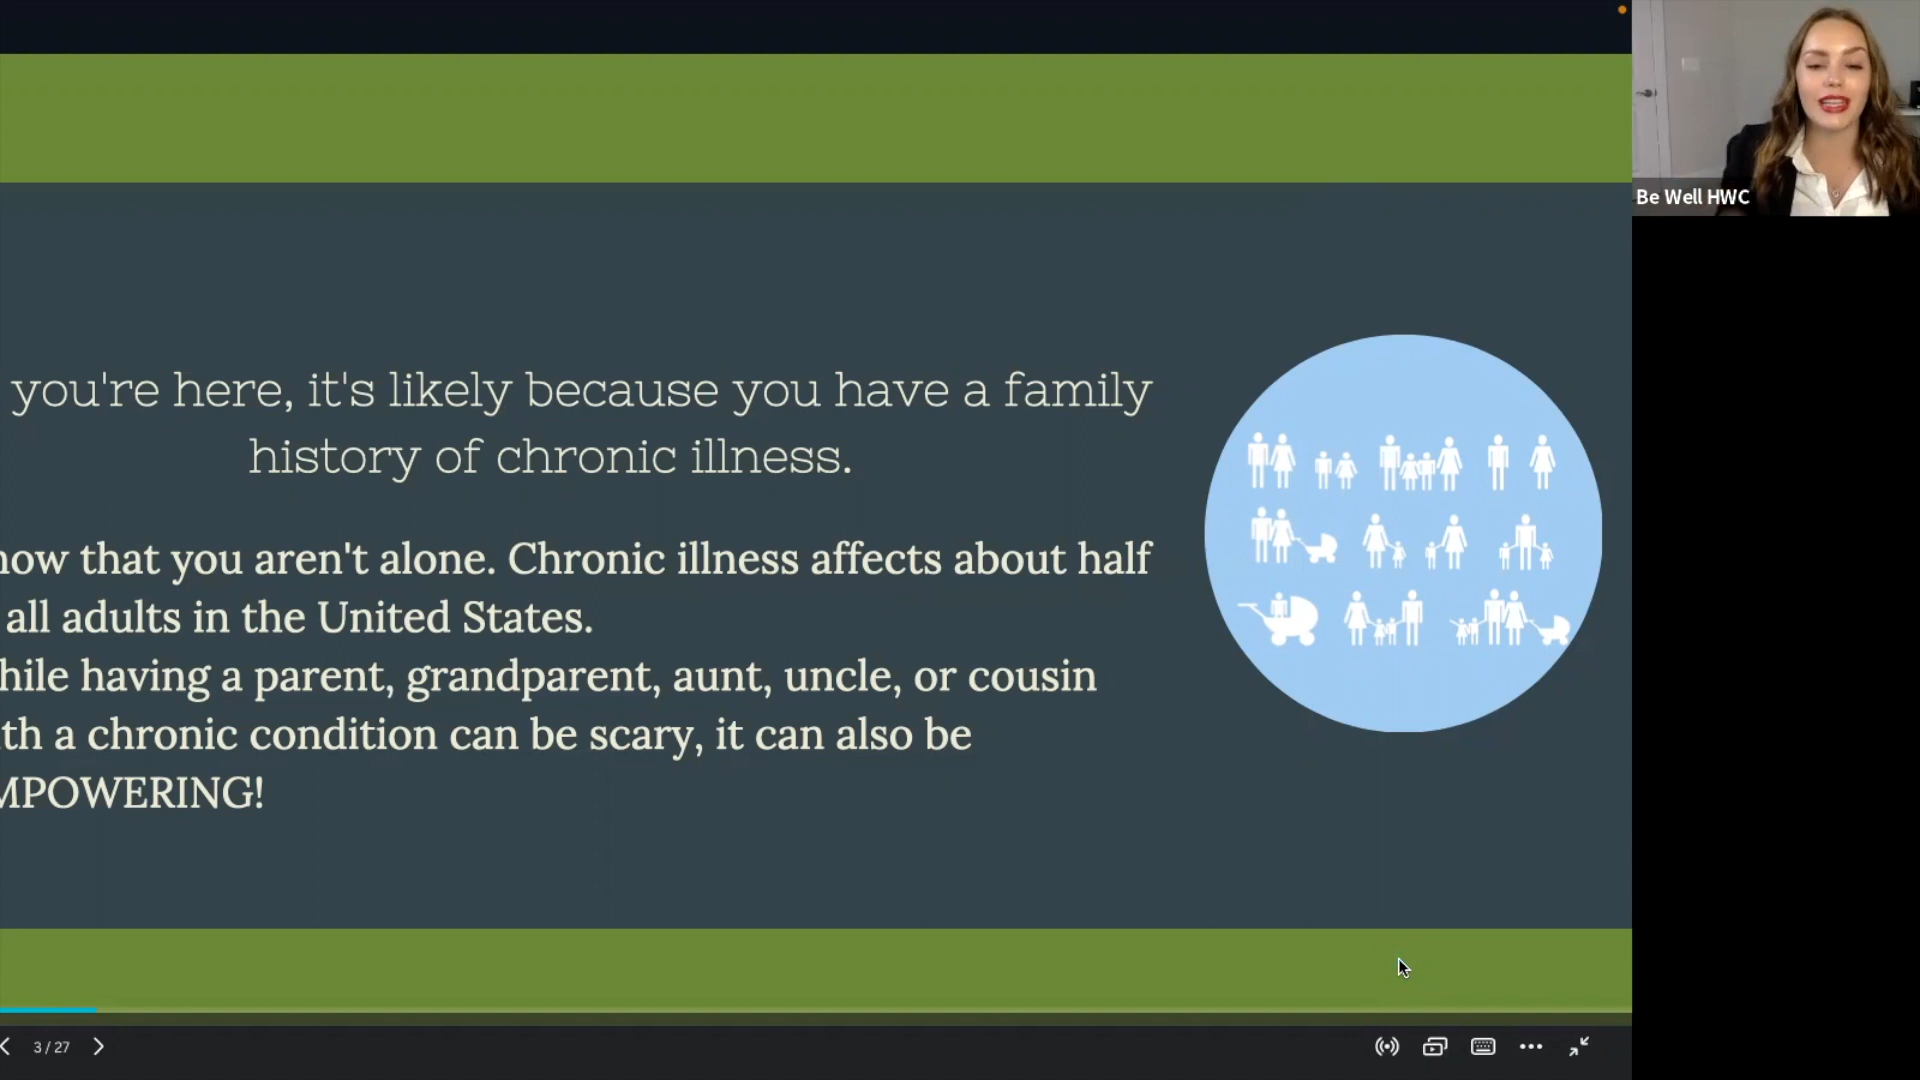 you're here, it's likely because you have a family
history of chronic illness.
now that you aren't alone. Chronic illness affects about half
all adults in the United States.
hile having a parent, grandparent, aunt, uncle, or cousin
th a chronic condition can be scary, it can also be
MPOWERING!
Be Well HWC
3 / 27